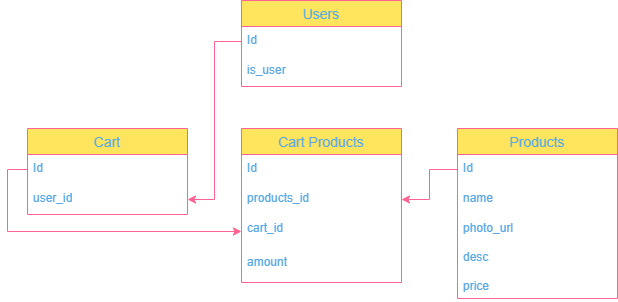 Users
Id
is_user
Cart
Id
user_id
Cart Products
Id
products_id
cart_id
amount
Products
Id
name
photo_url
desc
price